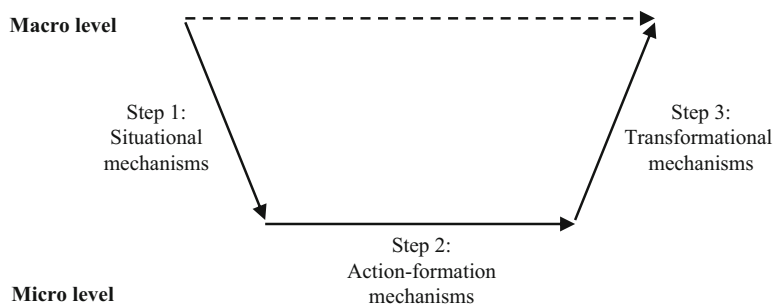 Macro level
Step 1:
Situational
mechanisms
Step 3:
Transformational
mechanisms
Step 2:
Action-formation
mechanisms
Micro level